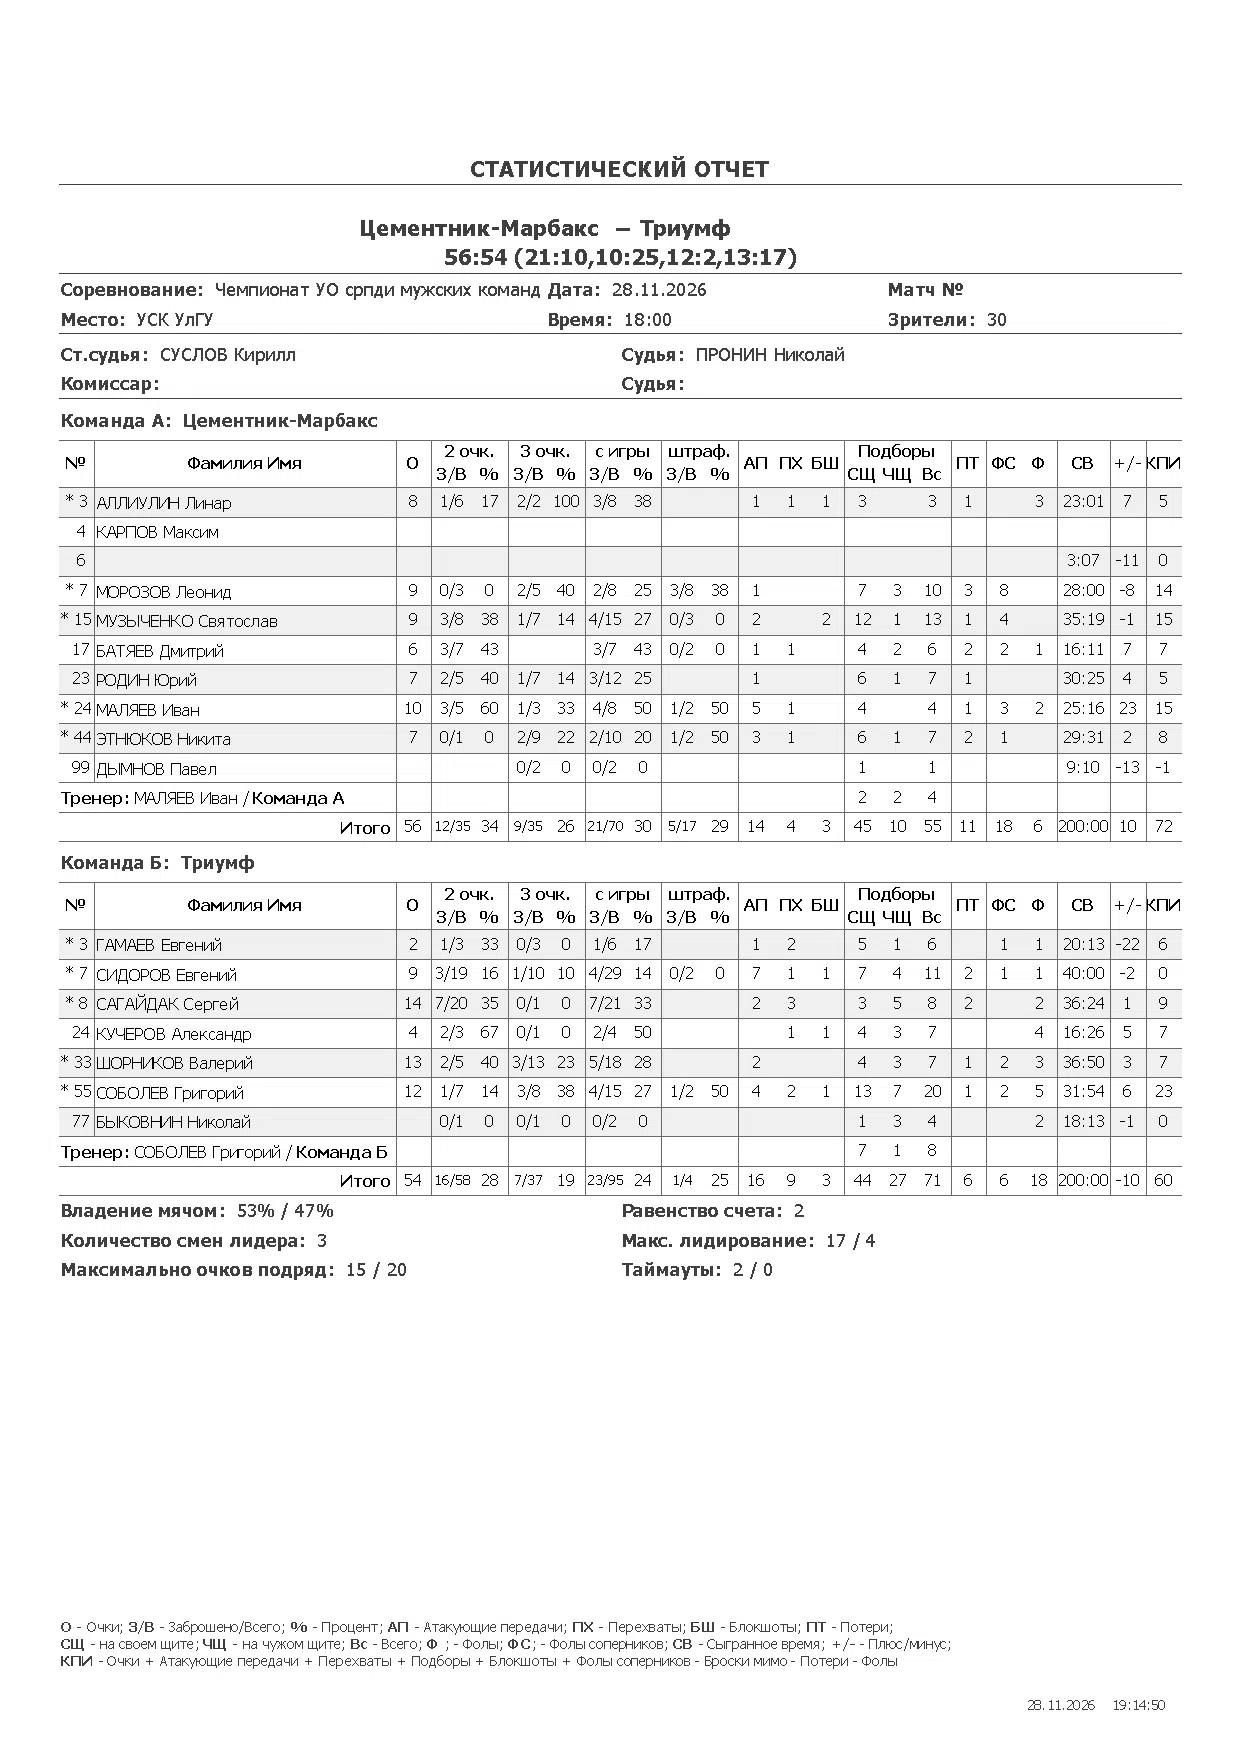 СТАТИСТИЧЕСКИЙ ОТЧЕТ
Цементник-Марбакс – Триумф
56:54 (21:10,10:25,12:2,13:17)
Соревнование: Чемпионат УО српди мужских команд Дата: 28.11.2026 Матч №
Место: УСК УлГУ Время: 18:00 Зрители: 30
Ст.судья: СУСЛОВ Кирилл Судья: ПРОНИН Николай
Комиссар: Судья:
Команда А: Цементник-Марбакс
№ Фамилия Имя О 2 очк. 3 очк. с игры штраф. АП ПХ БШ Подборы ПТ ФС Ф СВ +/- КПИ
З/В % З/В % З/В % З/В % СЩ ЧЩ Вс
* 3 АЛЛИУЛИН Линар 8 1/6 17 2/2 100 3/8 38 1 1 1 3 3 1 3 23:01 7 5
4 КАРПОВ Максим
6 3:07 -11 0
* 7 МОРОЗОВ Леонид 9 0/3 0 2/5 40 2/8 25 3/8 38 1 7 3 10 3 8 28:00 -8 14
* 15 МУЗЫЧЕНКО Святослав 9 3/8 38 1/7 14 4/15 27 0/3 0 2 2 12 1 13 1 4 35:19 -1 15
17 БАТЯЕВ Дмитрий 6 3/7 43 3/7 43 0/2 0 1 1 4 2 6 2 2 1 16:11 7 7
23 РОДИН Юрий 7 2/5 40 1/7 14 3/12 25 1 6 1 7 1 30:25 4 5
* 24 МАЛЯЕВ Иван 10 3/5 60 1/3 33 4/8 50 1/2 50 5 1 4 4 1 3 2 25:16 23 15
* 44 ЭТНЮКОВ Никита 7 0/1 0 2/9 22 2/10 20 1/2 50 3 1 6 1 7 2 1 29:31 2 8
99 ДЫМНОВ Павел 0/2 0 0/2 0 1 1 9:10 -13 -1
Тренер: МАЛЯЕВ Иван / Команда А 2 2 4
Итого 56 12/35 34 9/35 26 21/70 30 5/17 29 14 4 3 45 10 55 11 18 6 200:00 10 72
Команда Б: Триумф
№ Фамилия Имя О 2 очк. 3 очк. с игры штраф. АП ПХ БШ Подборы ПТ ФС Ф СВ +/- КПИ
З/В % З/В % З/В % З/В % СЩ ЧЩ Вс
* 3 ГАМАЕВ Евгений 2 1/3 33 0/3 0 1/6 17 1 2 5 1 6 1 1 20:13 -22 6
* 7 СИДОРОВ Евгений 9 3/19 16 1/10 10 4/29 14 0/2 0 7 1 1 7 4 11 2 1 1 40:00 -2 0
* 8 САГАЙДАК Сергей 14 7/20 35 0/1 0 7/21 33 2 3 3 5 8 2 2 36:24 1 9
24 КУЧЕРОВ Александр 4 2/3 67 0/1 0 2/4 50 1 1 4 3 7 4 16:26 5 7
* 33 ШОРНИКОВ Валерий 13 2/5 40 3/13 23 5/18 28 2 4 3 7 1 2 3 36:50 3 7
* 55 СОБОЛЕВ Григорий 12 1/7 14 3/8 38 4/15 27 1/2 50 4 2 1 13 7 20 1 2 5 31:54 6 23
77 БЫКОВНИН Николай 0/1 0 0/1 0 0/2 0 1 3 4 2 18:13 -1 0
Тренер: СОБОЛЕВ Григорий / Команда Б 7 1 8
Итого 54 16/58 28 7/37 19 23/95 24 1/4 25 16 9 3 44 27 71 6 6 18 200:00 -10 60
Владение мячом: 53% / 47% Равенство счета: 2
Количество смен лидера: 3 Макс. лидирование: 17 / 4
Максимально очков подряд: 15 / 20 Таймауты: 2 / 0
О - Очки; З/В - Заброшено/Всего; % - Процент; АП - Атакующие передачи; ПХ - Перехваты; БШ - Блокшоты; ПТ - Потери;
СЩ - на своем щите; ЧЩ - на чужом щите; Вс - Всего; Ф ; - Фолы; ФС; - Фолы соперников; СВ - Сыгранное время; +/- - Плюс/минус;
КПИ - Очки + Атакующие передачи + Перехваты + Подборы + Блокшоты + Фолы соперников - Броски мимо - Потери - Фолы
28.11.2026 19:14:50